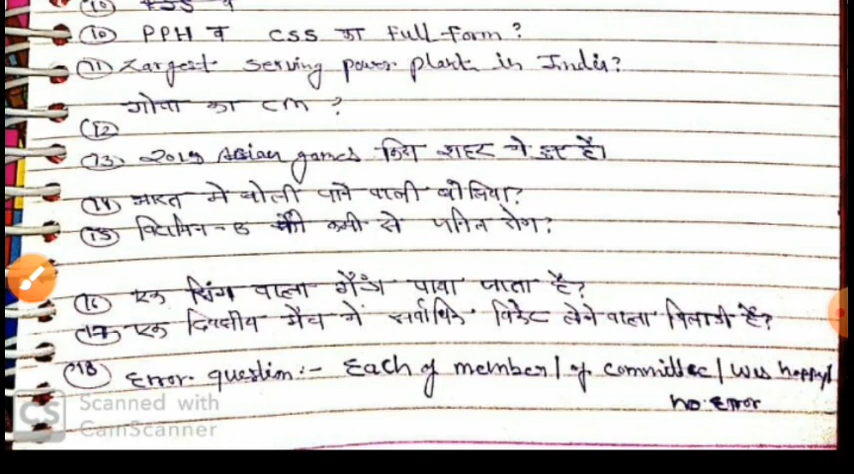 (10) PPH व CSS का full form?
(11) Largest serving power plant in India?
(12) गोवा का CM ?
(13) 2019 Asian games किस शहर में हुए है।
(14) भारत में बोली जाने वाली बोलिया?
(15) विटामिन-B की कमी से जनित रोग?
(16) एक सिंग वाला गैंडा पाया जाता है?
(17) एक दिवसीय मैच में सर्वाधिक विकेट लेने वाला खिलाडी है?
(18) Error question:- Each of member/ of committee/ was happy/
no error
CS Scanned with
CamScanner